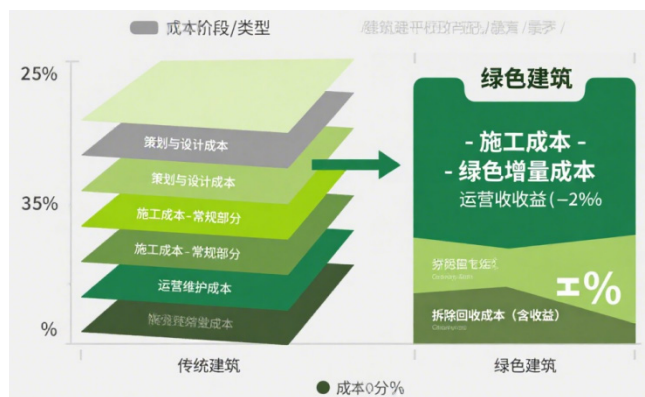 成本阶段/类型
25%
35%
%
策划与设计成本
策划与设计成本
施工成本-常规部分
施工成本-常规部分
运营维护成本
成本
传统建筑
绿色建筑
- 施工成本 -
- 绿色增量成本
运营收收益(-2%
%
拆除回收成本（含收益）
绿色建筑
成本 分%